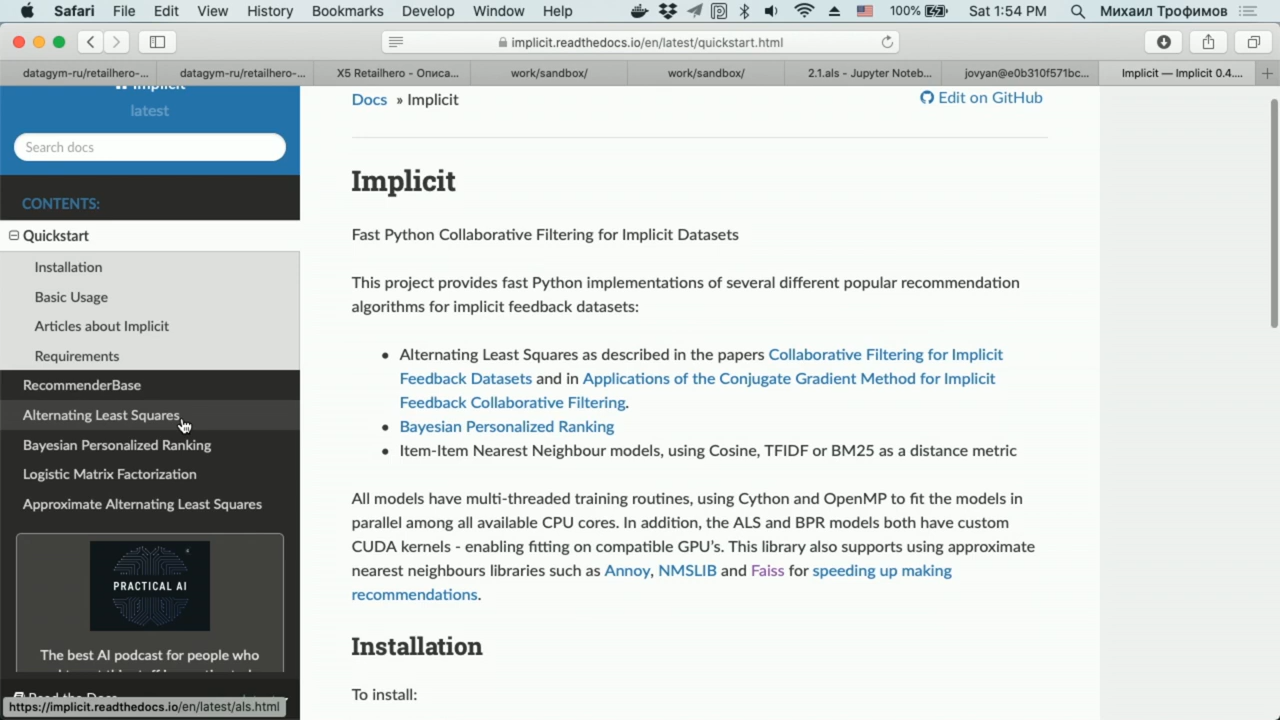 Safari File Edit View History Bookmarks Develop Window Help 100% Sat 1:54 PM Михаил Трофимов
implicit.readthedocs.io/en/latest/quickstart.html
datagym-ru/retailhero-... datagym-ru/retailhero-... X5 Retailhero - Описа... work/sandbox/ work/sandbox/ 2.1.als - Jupyter Noteb... jovyan@e0b310f571bc... Implicit — Implicit 0.4....
Implicit
latest
Search docs
CONTENTS:
Quickstart
Installation
Basic Usage
Articles about Implicit
Requirements
RecommenderBase
Alternating Least Squares
Bayesian Personalized Ranking
Logistic Matrix Factorization
Approximate Alternating Least Squares
PRACTICAL AI
The best AI podcast for people who
Read the Docs
https://implicit.readthedocs.io/en/latest/als.html
Docs » Implicit
Edit on GitHub
Implicit
Fast Python Collaborative Filtering for Implicit Datasets
This project provides fast Python implementations of several different popular recommendation
algorithms for implicit feedback datasets:
• Alternating Least Squares as described in the papers Collaborative Filtering for Implicit
Feedback Datasets and in Applications of the Conjugate Gradient Method for Implicit
Feedback Collaborative Filtering.
• Bayesian Personalized Ranking
• Item-Item Nearest Neighbour models, using Cosine, TFIDF or BM25 as a distance metric
All models have multi-threaded training routines, using Cython and OpenMP to fit the models in
parallel among all available CPU cores. In addition, the ALS and BPR models both have custom
CUDA kernels - enabling fitting on compatible GPU's. This library also supports using approximate
nearest neighbours libraries such as Annoy, NMSLIB and Faiss for speeding up making
recommendations.
Installation
To install: